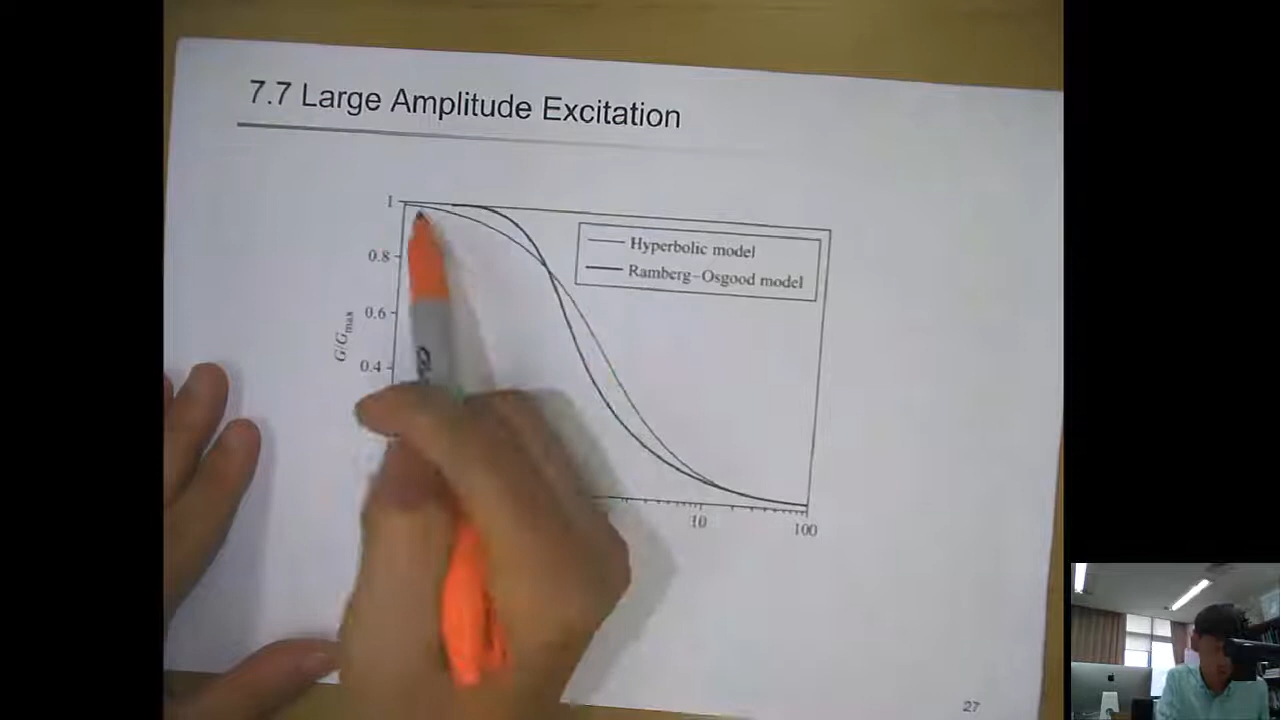 7.7 Large Amplitude Excitation
1
0.8
0.6
0.4
G/Gmax
Hyperbolic model
Ramberg–Osgood model
10
100
27